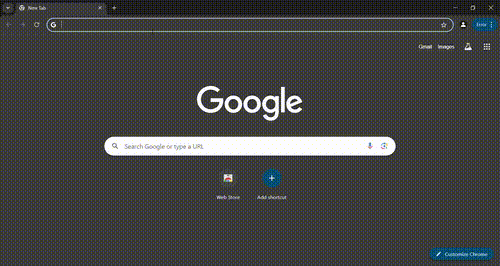 New Tab
Error
Gmail Images
Google
Search Google or type a URL
Web Store
Add shortcut
Customize Chrome